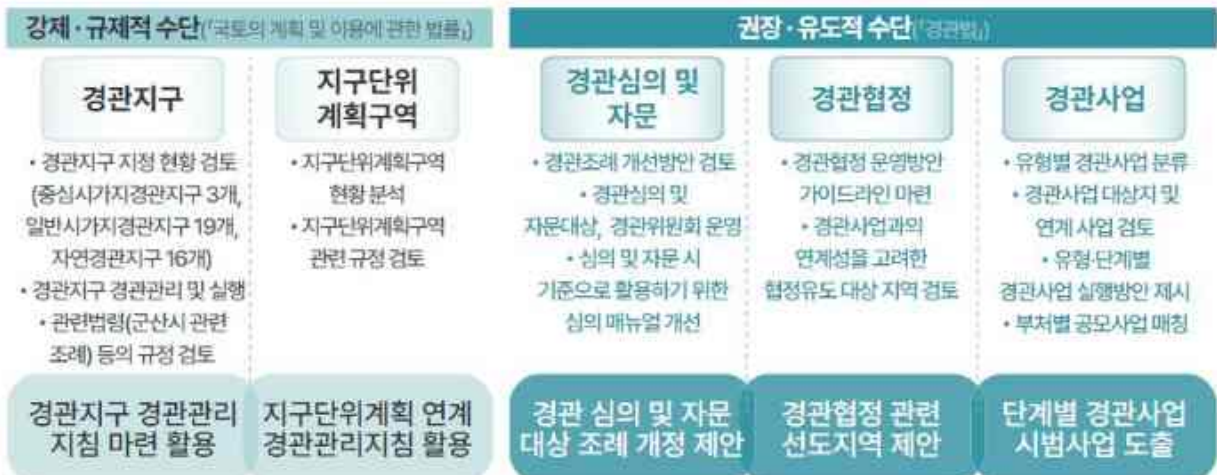 강제·규제적 수단(「국토의 계획 및 이용에 관한 법률」)
경관지구
• 경관지구 지정 현황 검토
(중심시가지경관지구 3개,
일반시가지경관지구 19개,
자연경관지구 16개)
• 경관지구 경관관리 및 실행
• 관련법령(군산시 관련
조례) 등의 규정 검토
경관지구 경관관리
지침 마련 활용
지구단위
계획구역
• 지구단위계획구역
현황 분석
• 지구단위계획구역
관련 규정 검토
지구단위계획 연계
경관관리지침 활용
권장·유도적 수단(「경관법」)
경관심의 및
자문
• 경관조례 개선방안 검토
• 경관심의 및
자문대상, 경관위원회 운영
• 심의 및 자문 시
기준으로 활용하기 위한
심의 매뉴얼 개선
경관 심의 및 자문
대상 조례 개정 제안
경관협정
• 경관협정 운영방안
가이드라인 마련
• 경관사업과의
연계성을 고려한
협정유도 대상 지역 검토
경관협정 관련
선도지역 제안
경관사업
• 유형별 경관사업 분류
• 경관사업 대상지 및
연계 사업 검토
• 유형·단계별
경관사업 실행방안 제시
• 부처별 공모사업 매칭
단계별 경관사업
시범사업 도출